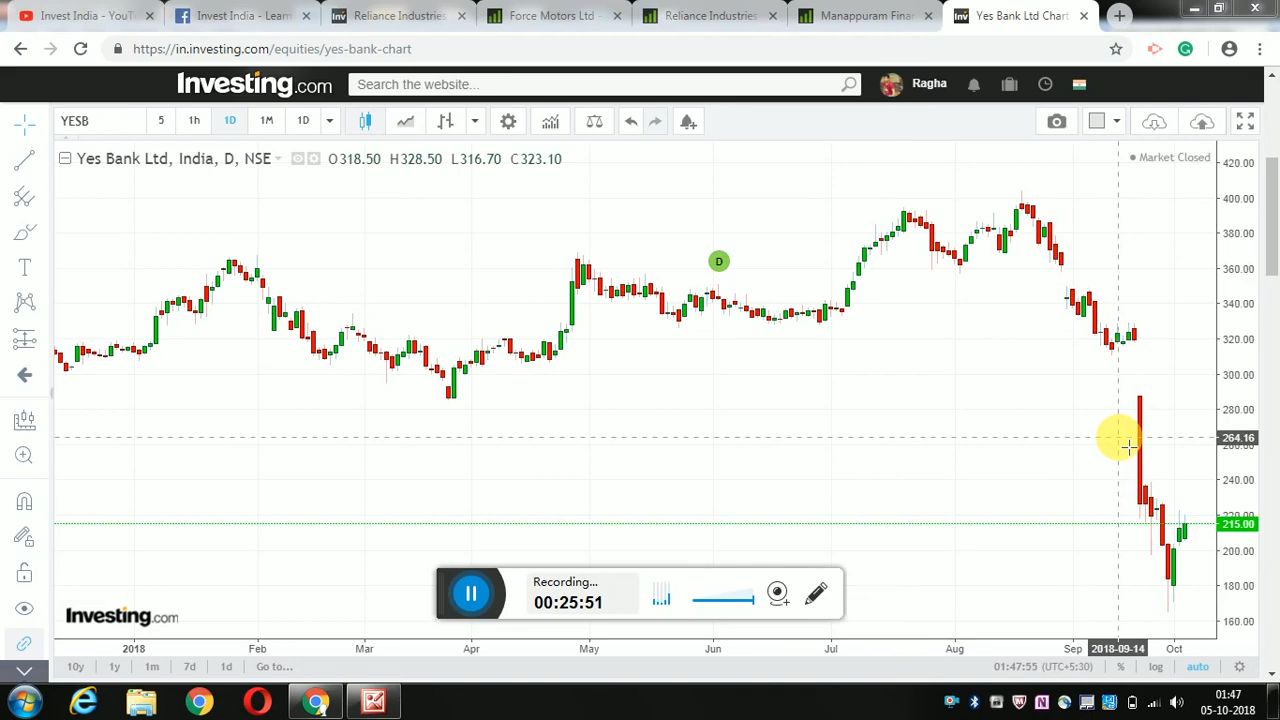 Invest India - YouT
Invest India - Learn
Reliance Industries
Force Motors Ltd -
Reliance Industries
Manappuram Finan
Yes Bank Ltd Chart
https://in.investing.com/equities/yes-bank-chart
Investing.com
Search the website...
Ragha
YESB
5
1h
1D
1M
1D
Yes Bank Ltd, India, D, NSE
O318.50 H328.50 L316.70 C323.10
Market Closed
420.00
400.00
380.00
360.00
340.00
320.00
300.00
280.00
264.16
260.00
240.00
220.00
215.00
200.00
180.00
160.00
D
T
Recording...
00:25:51
Investing.com
2018
Feb
Mar
Apr
May
Jun
Jul
Aug
Sep
2018-09-14
Oct
10y
1y
1m
7d
1d
Go to...
01:47:55 (UTC+5:30)
%
log
auto
01:47
05-10-2018